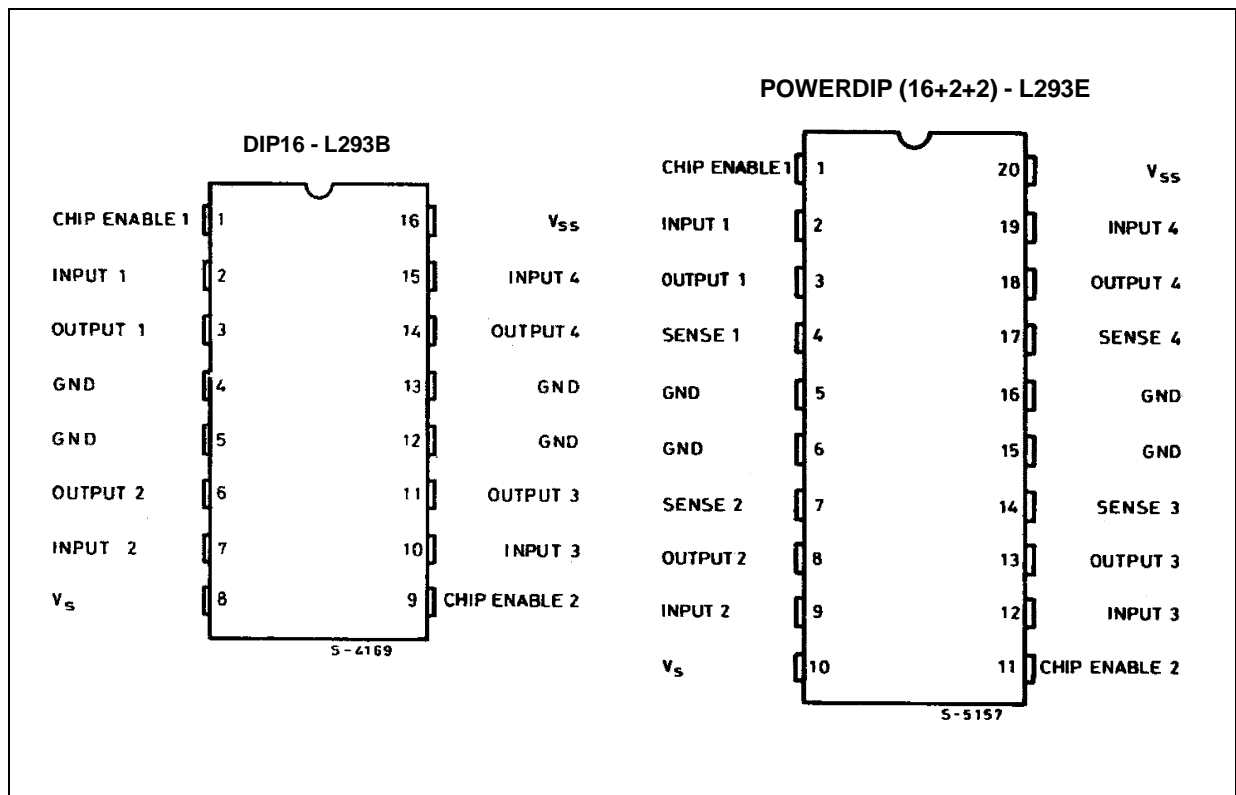 DIP16 - L293B
CHIP ENABLE 1 1 16 Vss
INPUT 1 2 15 INPUT 4
OUTPUT 1 3 14 OUTPUT 4
GND 4 13 GND
GND 5 12 GND
OUTPUT 2 6 11 OUTPUT 3
INPUT 2 7 10 INPUT 3
Vs 8 9 CHIP ENABLE 2
S-4169
POWERDIP (16+2+2) - L293E
CHIP ENABLE 1 1 20 Vss
INPUT 1 2 19 INPUT 4
OUTPUT 1 3 18 OUTPUT 4
SENSE 1 4 17 SENSE 4
GND 5 16 GND
GND 6 15 GND
SENSE 2 7 14 SENSE 3
OUTPUT 2 8 13 OUTPUT 3
INPUT 2 9 12 INPUT 3
Vs 10 11 CHIP ENABLE 2
S-5157